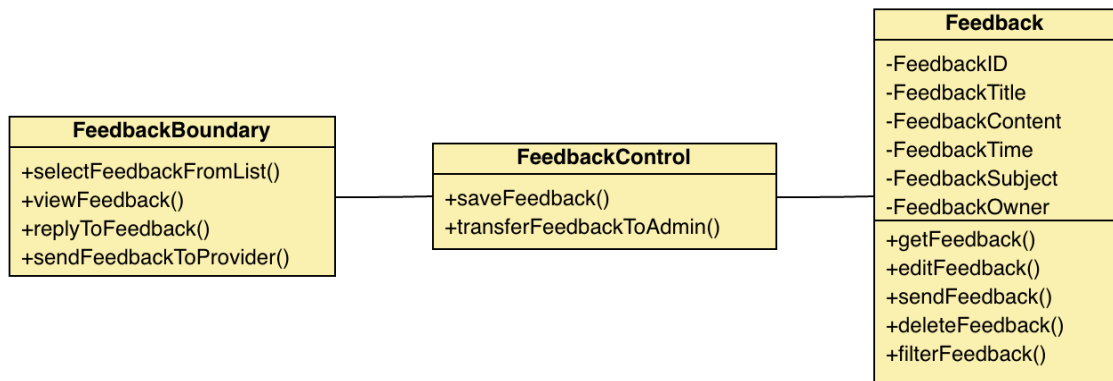 FeedbackBoundary
+selectFeedbackFromList()
+viewFeedback()
+replyToFeedback()
+sendFeedbackToProvider()
FeedbackControl
+saveFeedback()
+transferFeedbackToAdmin()
Feedback
-FeedbackID
-FeedbackTitle
-FeedbackContent
-FeedbackTime
-FeedbackSubject
-FeedbackOwner
+getFeedback()
+editFeedback()
+sendFeedback()
+deleteFeedback()
+filterFeedback()